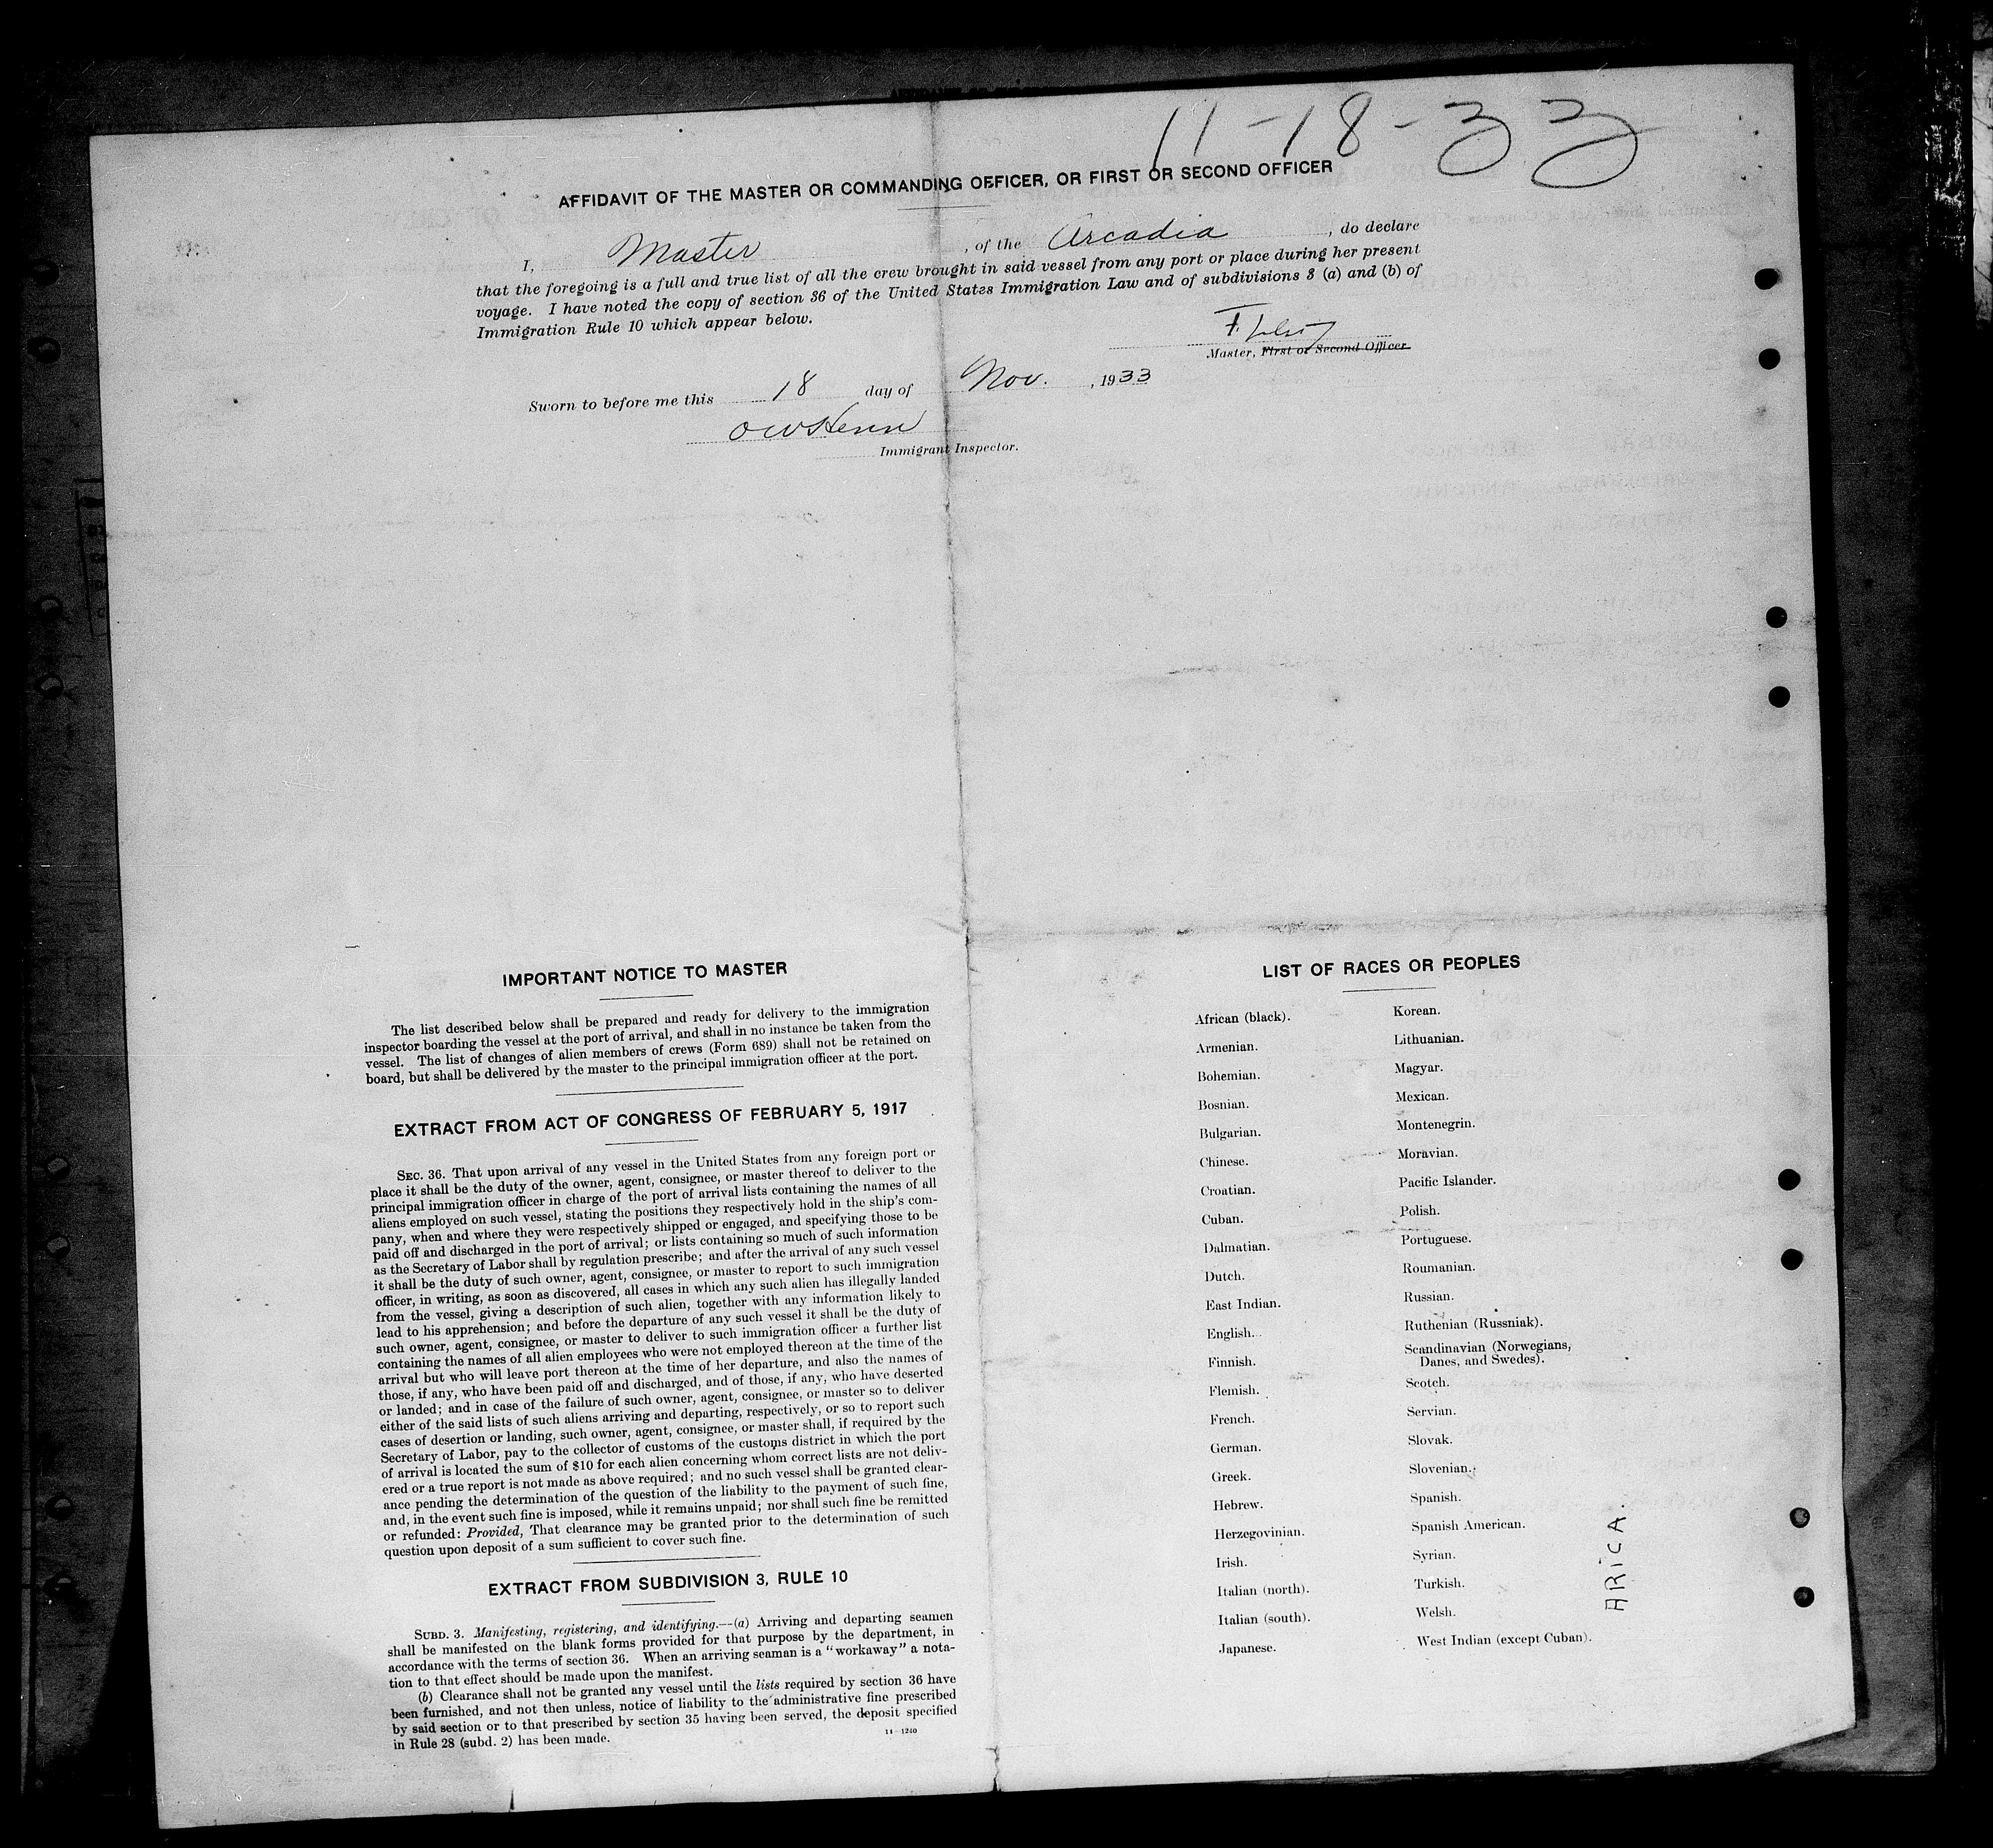 11-18-33
AFFIDAVIT OF THE MASTER OR COMMANDING OFFICER, OR FIRST OR SECOND OFFICER
I, Master, of the Arcadia, do declare
that the foregoing is a full and true list of all the crew brought in said vessel from any port or place during her present
voyage. I have noted the copy of section 36 of the United States Immigration Law and of subdivisions 3 (a) and (b) of
Immigration Rule 10 which appear below.
Master, First or Second Officer
Sworn to before me this 18 day of Nov., 1933
Immigrant Inspector.
IMPORTANT NOTICE TO MASTER
The list described below shall be prepared and ready for delivery to the immigration
inspector boarding the vessel at the port of arrival, and shall in no instance be taken from the
vessel. The list of changes of alien members of crews (Form 689) shall not be retained on
board, but shall be delivered by the master to the principal immigration officer at the port.
EXTRACT FROM ACT OF CONGRESS OF FEBRUARY 5, 1917
SEC. 36. That upon arrival of any vessel in the United States from any foreign port or
place it shall be the duty of the owner, agent, consignee, or master thereof to deliver to the
principal immigration officer in charge of the port of arrival lists containing the names of all
aliens employed on such vessel, stating the positions they respectively hold in the ship's com-
pany, when and where they were respectively shipped or engaged, and specifying those to be
paid off and discharged in the port of arrival; or lists containing so much of such information
as the Secretary of Labor shall by regulation prescribe; and after the arrival of any such vessel
it shall be the duty of such owner, agent, consignee, or master to report to such immigration
officer, in writing, as soon as discovered, all cases in which any such alien has illegally landed
from the vessel, giving a description of such alien, together with any information likely to
lead to his apprehension; and before the departure of any such vessel it shall be the duty of
such owner, agent, consignee, or master to deliver to such immigration officer a further list
containing the names of all alien employees who were not employed thereon at the time of the
arrival but who will leave port thereon at the time of her departure, and also the names of
those, if any, who have been paid off and discharged, and of those, if any, who have deserted
or landed; and in case of the failure of such owner, agent, consignee, or master so to deliver
either of the said lists of such aliens arriving and departing, respectively, or so to report such
cases of desertion or landing, such owner, agent, consignee, or master shall, if required by the
Secretary of Labor, pay to the collector of customs of the customs district in which the port
of arrival is located the sum of $10 for each alien concerning whom correct lists are not deliv-
ered or a true report is not made as above required; and no such vessel shall be granted clear-
ance pending the determination of the question of the liability to the payment of such fine,
and, in the event such fine is imposed, while it remains unpaid; nor shall such fine be remitted
or refunded: Provided, That clearance may be granted prior to the determination of such
question upon deposit of a sum sufficient to cover such fine.
EXTRACT FROM SUBDIVISION 3, RULE 10
SUBD. 3. Manifesting, registering, and identifying.--(a) Arriving and departing seamen
shall be manifested on the blank forms provided for that purpose by the department, in
accordance with the terms of section 36. When an arriving seaman is a "workaway" a nota-
tion to that effect should be made upon the manifest.
(b) Clearance shall not be granted any vessel until the lists required by section 36 have
been furnished, and not then unless, notice of liability to the administrative fine prescribed
by said section or to that prescribed by section 35 having been served, the deposit specified
in Rule 28 (subd. 2) has been made.
14—1240
LIST OF RACES OR PEOPLES
African (black).
Armenian.
Bohemian.
Bosnian.
Bulgarian.
Chinese.
Croatian.
Cuban.
Dalmatian.
Dutch.
East Indian.
English.
Finnish.
Flemish.
French.
German.
Greek.
Hebrew.
Herzegovinian.
Irish.
Italian (north).
Italian (south).
Japanese.
Korean.
Lithuanian.
Magyar.
Mexican.
Montenegrin.
Moravian.
Pacific Islander.
Polish.
Portuguese.
Roumanian.
Russian.
Ruthenian (Russniak).
Scandinavian (Norwegians,
Danes, and Swedes).
Scotch.
Servian.
Slovak.
Slovenian.
Spanish.
Spanish American.
Syrian.
Turkish.
Welsh.
West Indian (except Cuban).
ARICA.